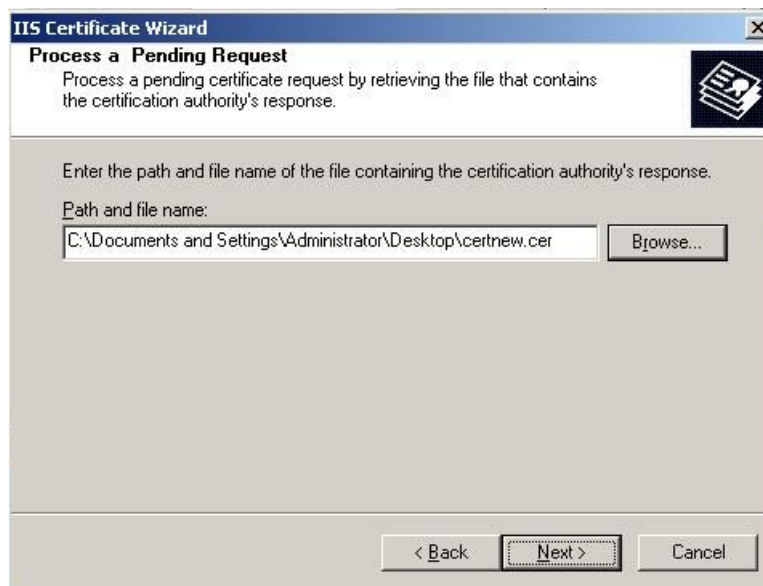 IIS Certificate Wizard
Process a Pending Request
Process a pending certificate request by retrieving the file that contains
the certification authority's response.
Enter the path and file name of the file containing the certification authority's response.
Path and file name:
C:\Documents and Settings\Administrator\Desktop\certnew.cer
Browse...
< Back
Next >
Cancel